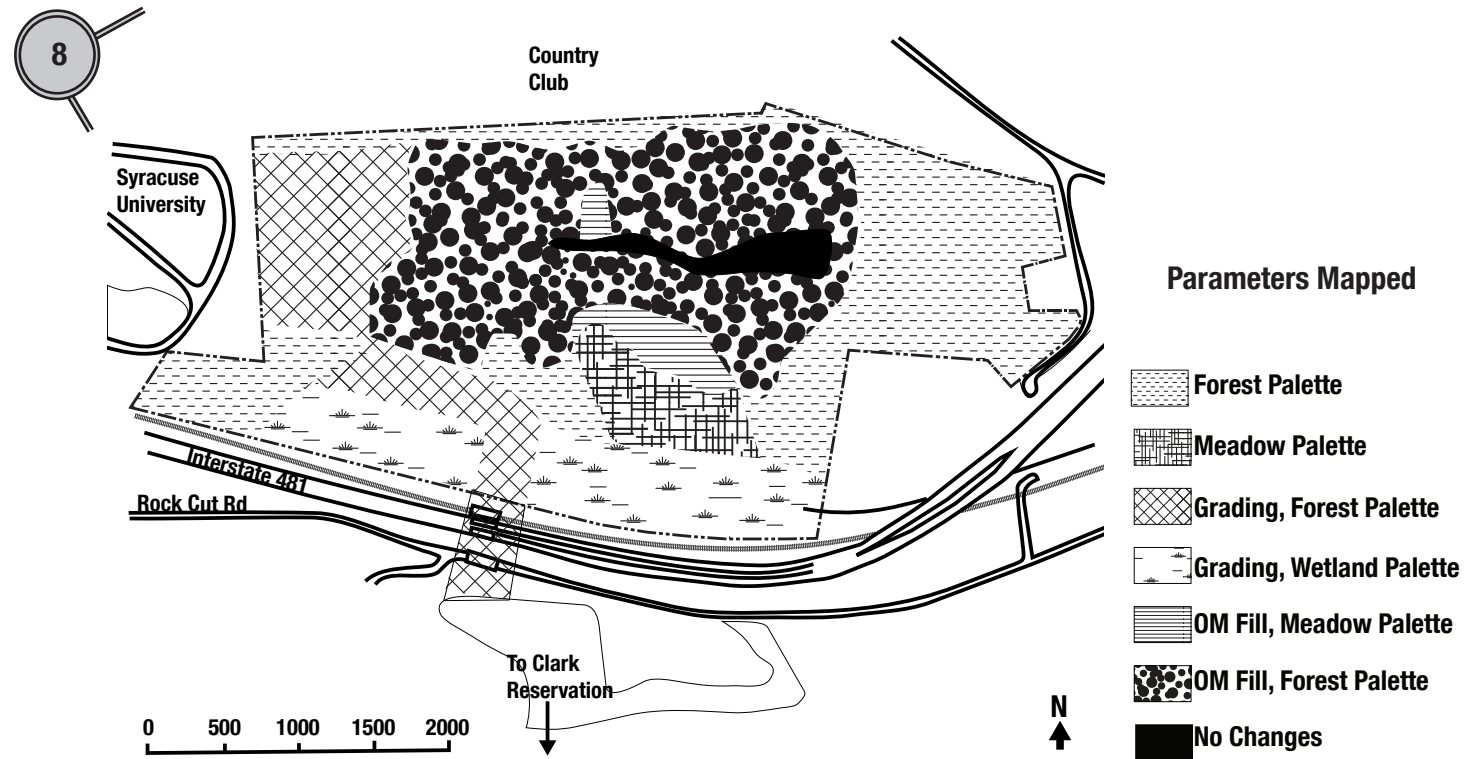 8
Country
Club
Syracuse
University
Interstate 481
Rock Cut Rd
To Clark
Reservation
0 500 1000 1500 2000
N
Parameters Mapped
Forest Palette
Meadow Palette
Grading, Forest Palette
Grading, Wetland Palette
OM Fill, Meadow Palette
OM Fill, Forest Palette
No Changes